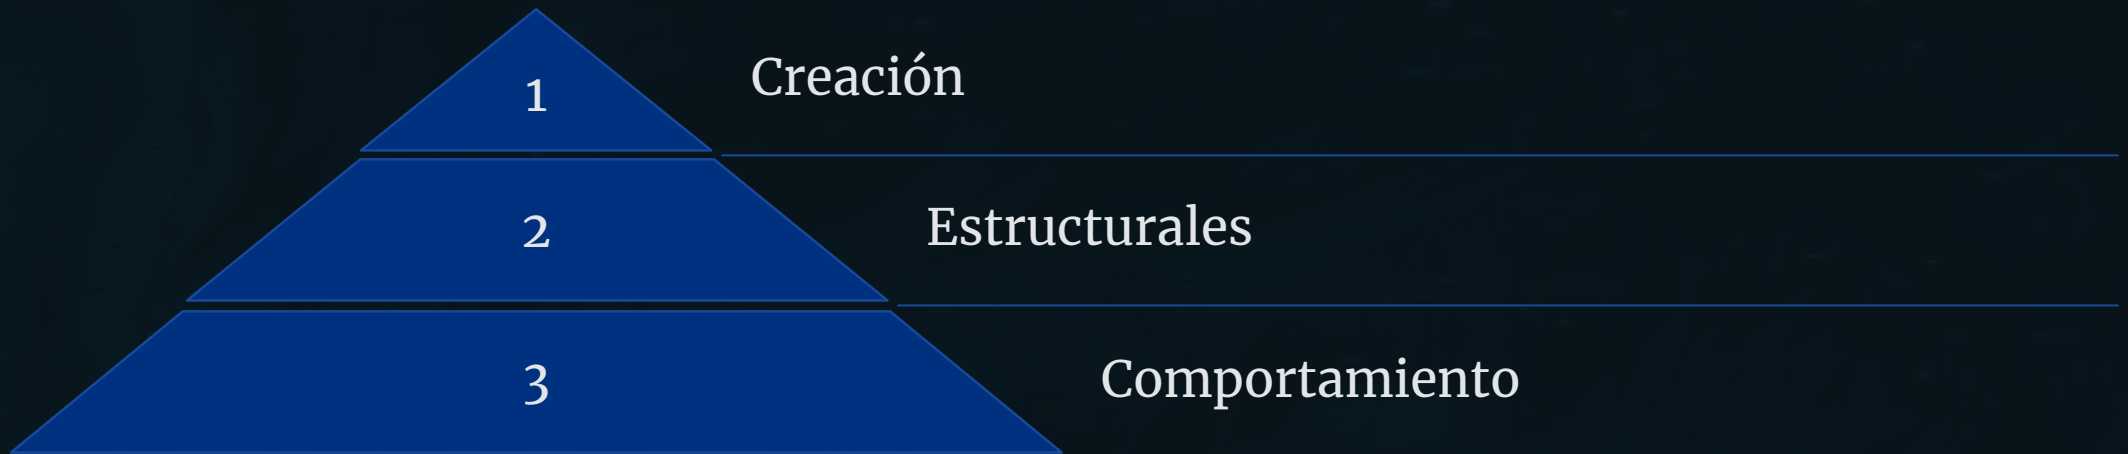 1
Creación
2
Estructurales
3
Comportamiento